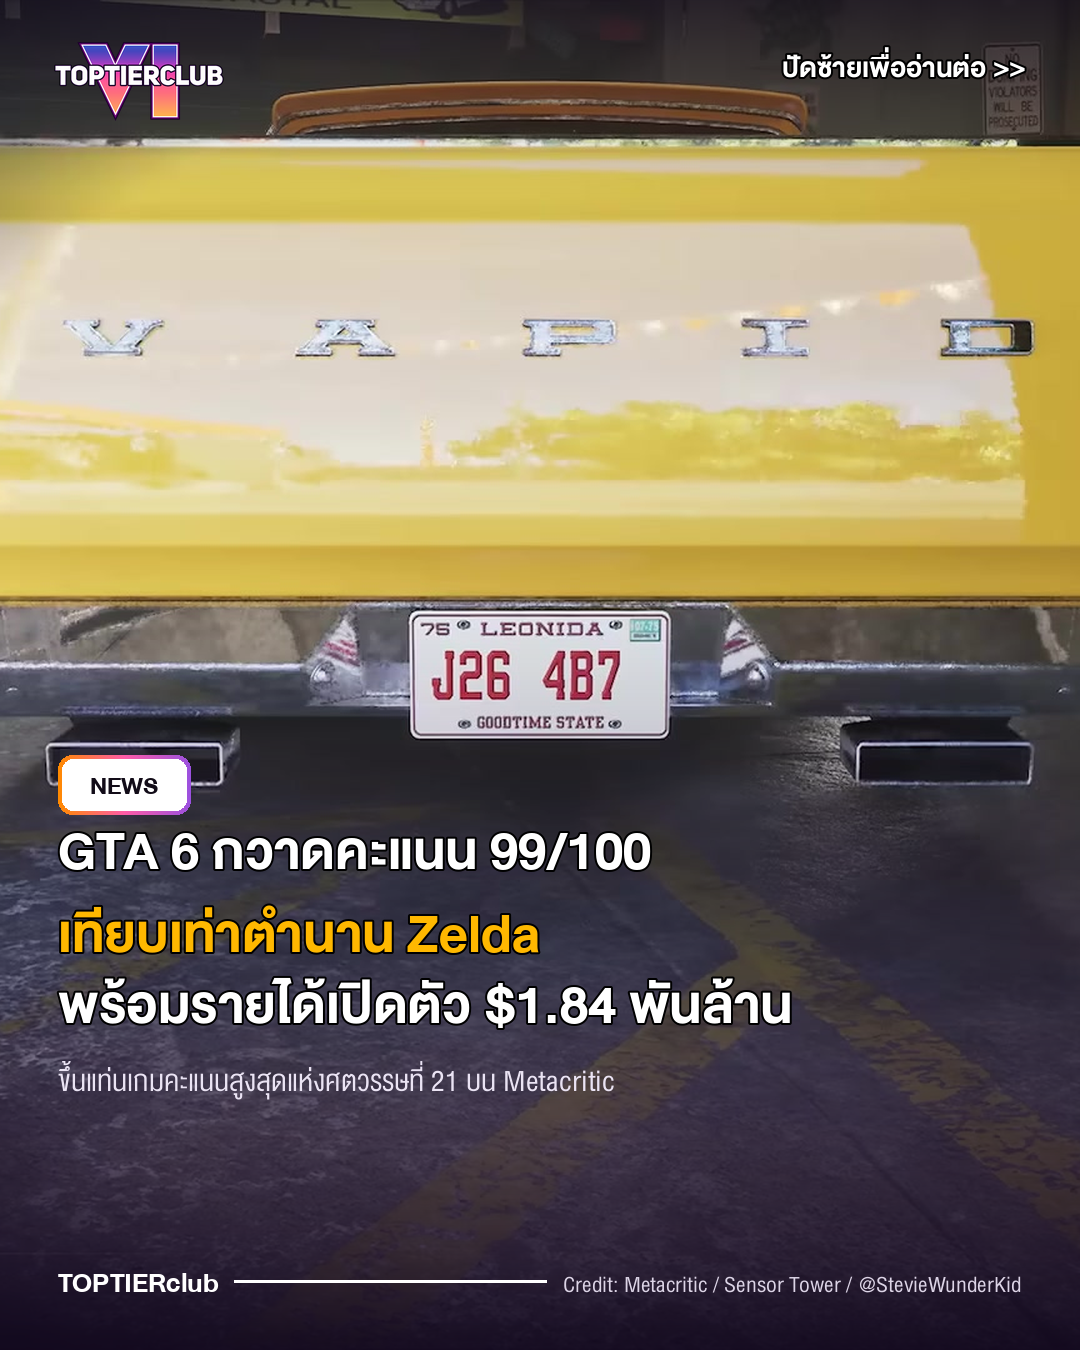 TOPTIERCLUB
VI
ปัดซ้ายเพื่ออ่านต่อ >>
VIOLATORS
WILL BE
PROSECUTED
VAPID
75 LEONIDA
J26 4B7
GOODTIME STATE
NEWS
GTA 6 กวาดคะแนน 99/100
เทียบเท่าตำนาน Zelda
พร้อมรายได้เปิดตัว $1.84 พันล้าน
ขึ้นแท่นเกมคะแนนสูงสุดแห่งศตวรรษที่ 21 บน Metacritic
TOPTIERclub
Credit: Metacritic / Sensor Tower / @StevieWunderKid